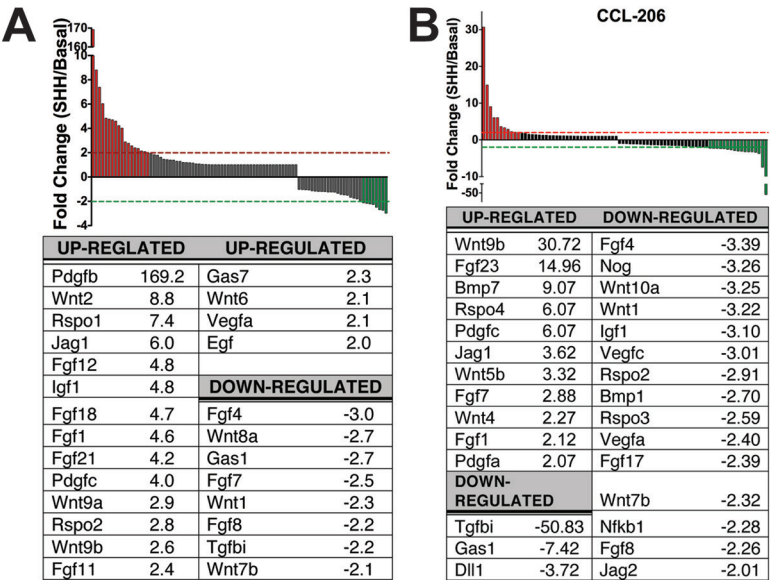 A
Fold Change (SHH/Basal)
170
160
10
8
6
4
2
0
-2
-4
UP-REGLATED UP-REGULATED
Pdgfb 169.2 Gas7 2.3
Wnt2 8.8 Wnt6 2.1
Rspo1 7.4 Vegfa 2.1
Jag1 6.0 Egf 2.0
Fgf12 4.8
Igf1 4.8 DOWN-REGULATED
Fgf18 4.7 Fgf4 -3.0
Fgf1 4.6 Wnt8a -2.7
Fgf21 4.2 Gas1 -2.7
Pdgfc 4.0 Fgf7 -2.5
Wnt9a 2.9 Wnt1 -2.3
Rspo2 2.8 Fgf8 -2.2
Wnt9b 2.6 Tgfbi -2.2
Fgf11 2.4 Wnt7b -2.1
B
CCL-206
Fold Change (SHH/Basal)
30
20
10
0
-10
-50
UP-REGLATED DOWN-REGULATED
Wnt9b 30.72 Fgf4 -3.39
Fgf23 14.96 Nog -3.26
Bmp7 9.07 Wnt10a -3.25
Rspo4 6.07 Wnt1 -3.22
Pdgfc 6.07 Igf1 -3.10
Jag1 3.62 Vegfc -3.01
Wnt5b 3.32 Rspo2 -2.91
Fgf7 2.88 Bmp1 -2.70
Wnt4 2.27 Rspo3 -2.59
Fgf1 2.12 Vegfa -2.40
Pdgfa 2.07 Fgf17 -2.39
DOWN-
REGULATED Wnt7b -2.32
Tgfbi -50.83 Nfkb1 -2.28
Gas1 -7.42 Fgf8 -2.26
Dll1 -3.72 Jag2 -2.01